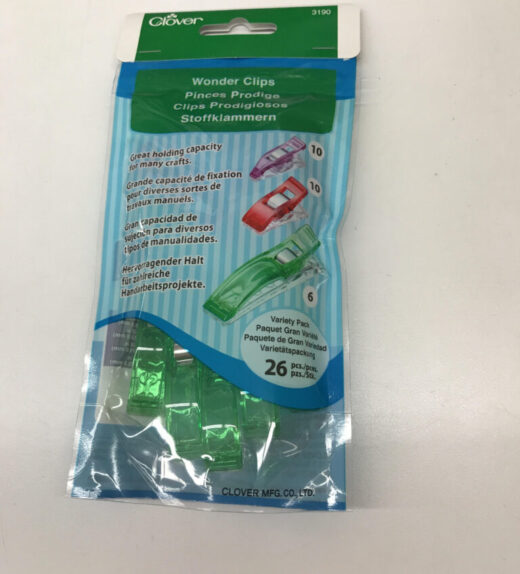 Clover
3190
Wonder Clips
Pinces Prodige
Clips Prodigiosos
Stoffklammern
Great holding capacity
for many crafts.
Grande capacité de fixation
pour diverses sortes de
travaux manuels.
Gran capacidad de
sujeción para diversos
tipos de manualidades.
Hervorragender Halt
für zahlreiche
Handarbeitsprojekte.
10
10
6
Variety Pack
Paquet Gran Variété
Paquete de Gran Variedad
Varietätspackung
26 pcs./pces.
pzs./Stk.
CLOVER MFG. CO., LTD.